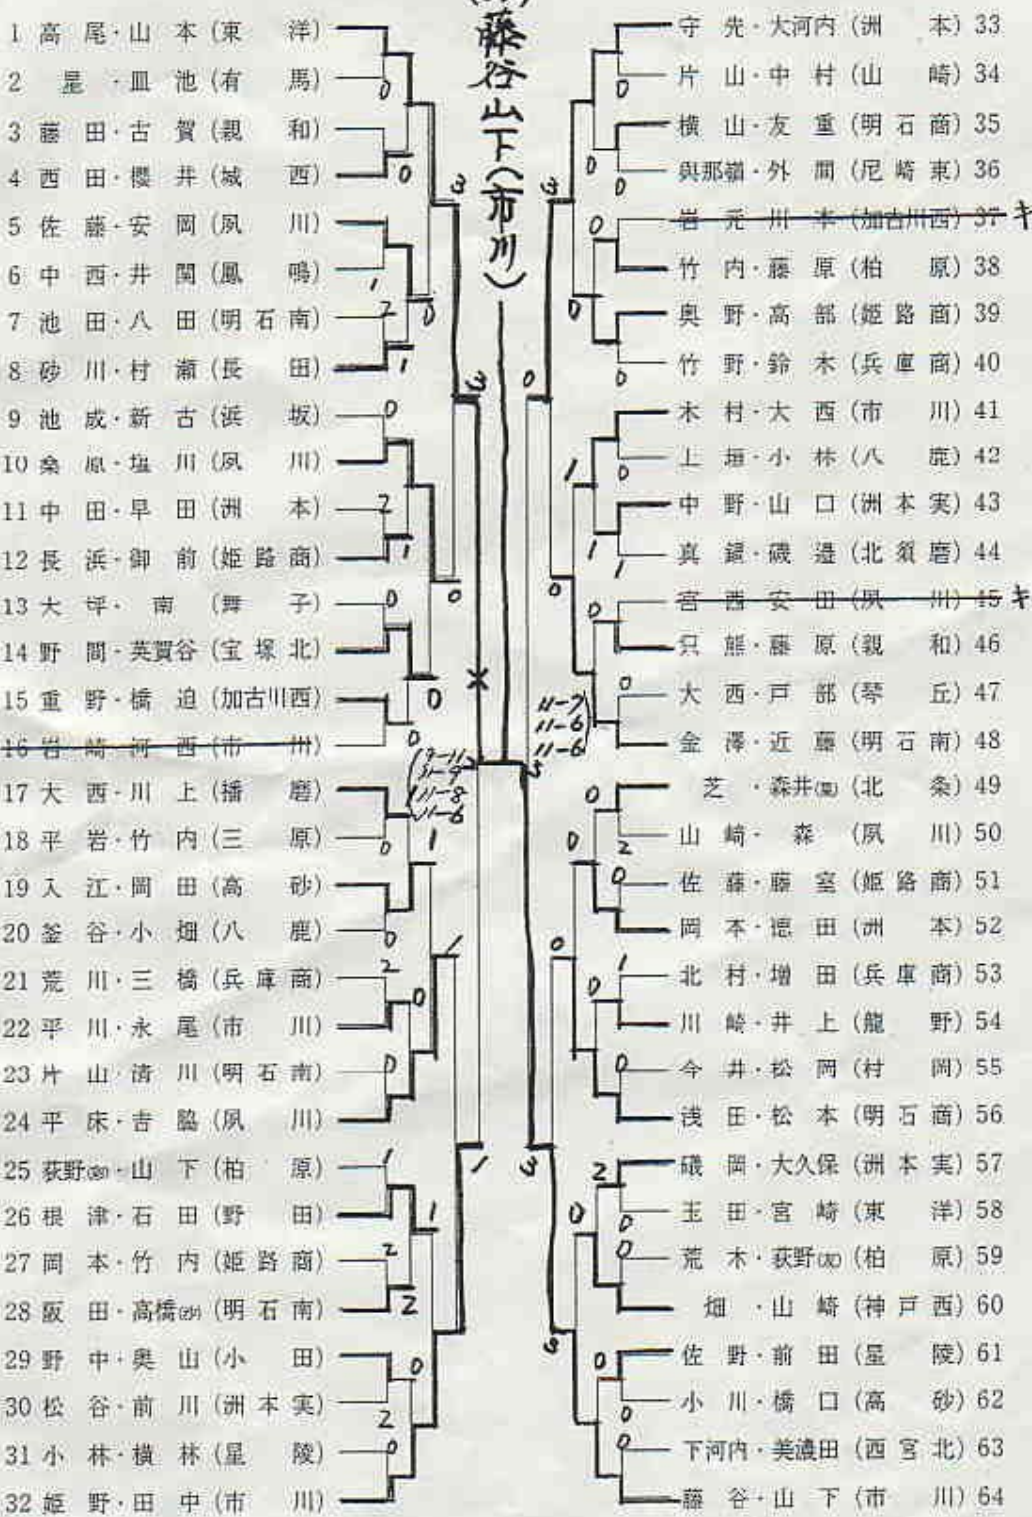 藤谷山下(市川)
1 高尾・山本(東洋)
2 星・皿池(有馬)
3 藤田・古賀(親和)
4 西田・櫻井(城西)
5 佐藤・安岡(夙川)
6 中西・井関(鳳鳴)
7 池田・八田(明石南)
8 砂川・村瀬(長田)
9 池成・新古(浜坂)
10 桑原・塩川(夙川)
11 中田・早田(洲本)
12 長浜・御前(姫路商)
13 大坪・南(舞子)
14 野間・英賀谷(宝塚北)
15 重野・橋迫(加古川西)
16 岩崎・河西(市川)
17 大西・川上(播磨)
18 平岩・竹内(三原)
19 入江・岡田(高砂)
20 釜谷・小畑(八鹿)
21 荒川・三橋(兵庫商)
22 平川・永尾(市川)
23 片山・濱川(明石南)
24 平床・吉脇(夙川)
25 荻野・山下(柏原)
26 根津・石田(野田)
27 岡本・竹内(姫路商)
28 阪田・高橋(沙)(明石南)
29 野中・奥山(小田)
30 松谷・前川(洲本実)
31 小林・横林(星陵)
32 姫野・田中(市川)
9-11
11-9
11-8
11-6
守先・大河内(洲本)33
片山・中村(山崎)34
横山・友重(明石商)35
與那嶺・外間(尼崎東)36
岩元川本(加古川西)37 キ
竹内・藤原(柏原)38
奥野・高部(姫路商)39
竹野・鈴木(兵庫商)40
木村・大西(市川)41
上垣・小林(八鹿)42
中野・山口(洲本実)43
真鍋・磯邉(北須磨)44
宮西安田(夙川)45 キ
只熊・藤原(親和)46
大西・戸部(琴丘)47
金澤・近藤(明石南)48
芝・森井(北条)49
山崎・森(夙川)50
佐藤・藤室(姫路商)51
岡本・徳田(洲本)52
北村・増田(兵庫商)53
川崎・井上(龍野)54
今井・松岡(村岡)55
浅田・松本(明石商)56
磯岡・大久保(洲本実)57
玉田・宮崎(東洋)58
荒木・荻野(友)(柏原)59
畑・山崎(神戸西)60
佐野・前田(星陵)61
小川・橋口(高砂)62
下河内・美濃田(西宮北)63
藤谷・山下(市川)64
11-7
11-6
11-6